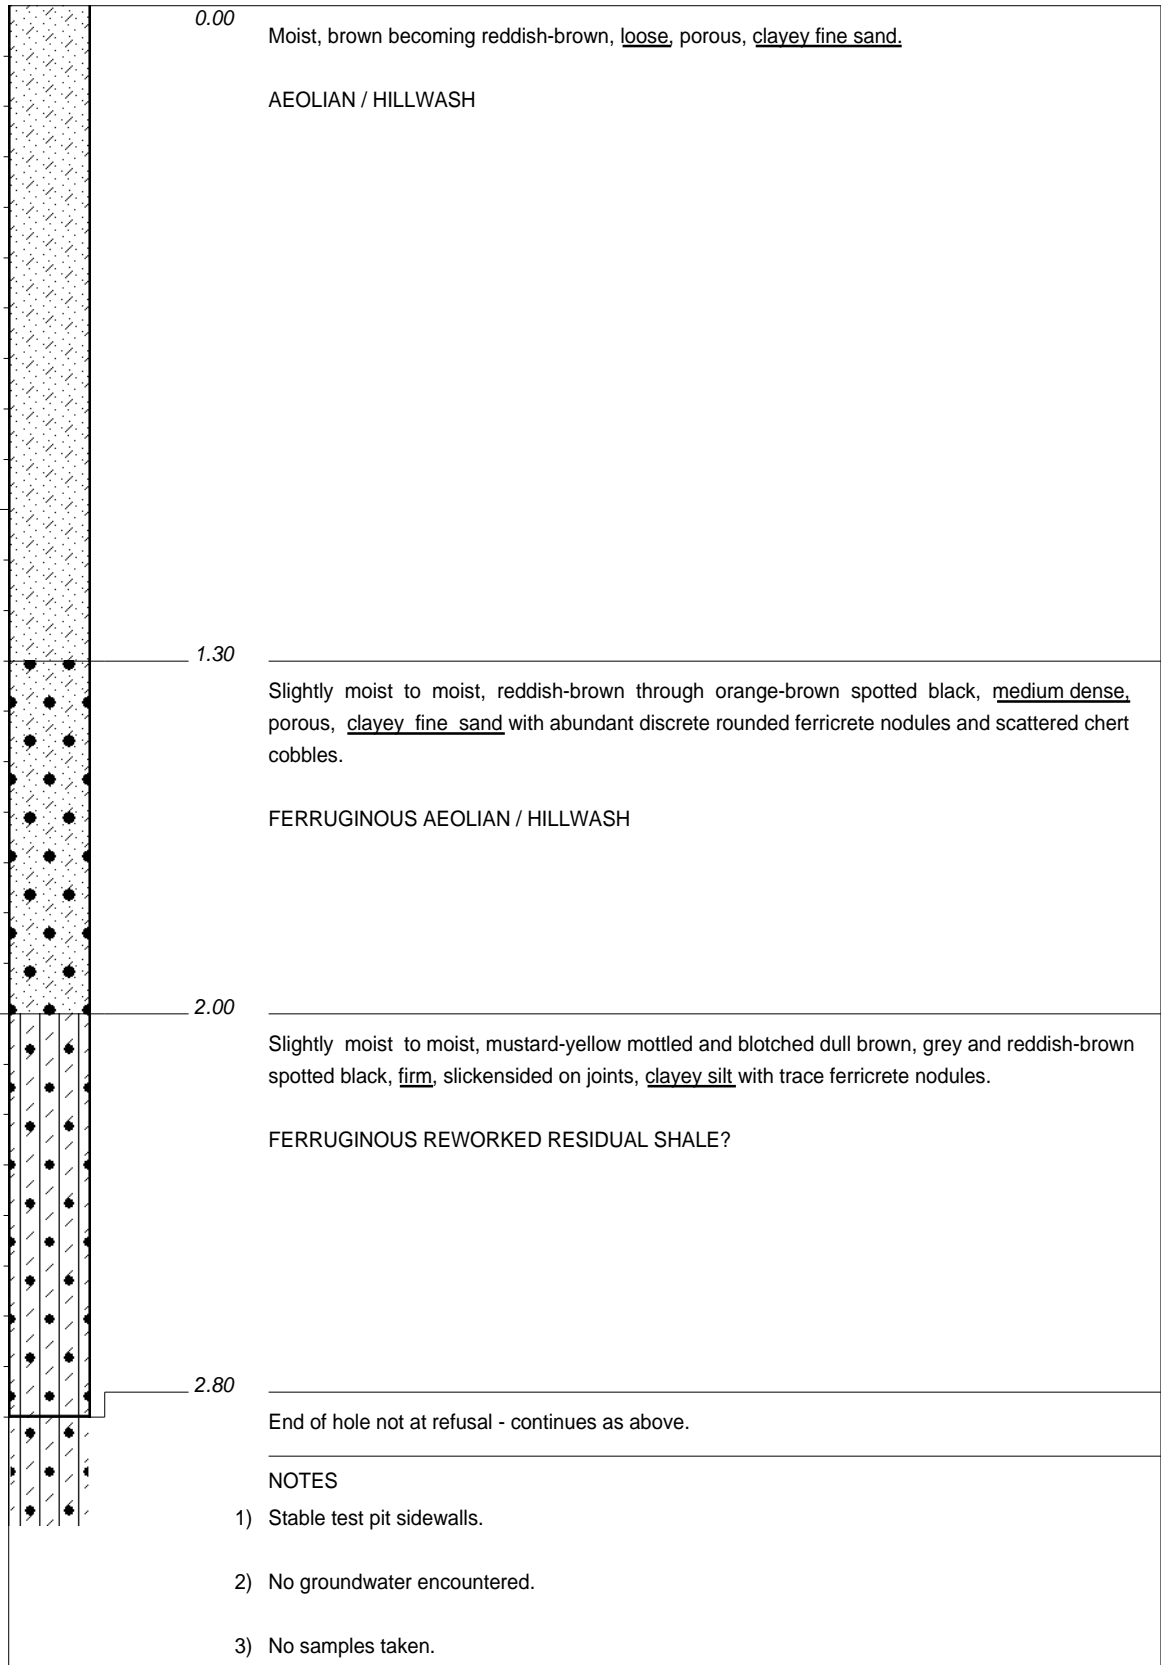 0.00
Moist, brown becoming reddish-brown, loose, porous, clayey fine sand.
AEOLIAN / HILLWASH
1.30
Slightly moist to moist, reddish-brown through orange-brown spotted black, medium dense,
porous, clayey fine sand with abundant discrete rounded ferricrete nodules and scattered chert
cobbles.
FERRUGINOUS AEOLIAN / HILLWASH
2.00
Slightly moist to moist, mustard-yellow mottled and blotched dull brown, grey and reddish-brown
spotted black, firm, slickensided on joints, clayey silt with trace ferricrete nodules.
FERRUGINOUS REWORKED RESIDUAL SHALE?
2.80
End of hole not at refusal - continues as above.
NOTES
1) Stable test pit sidewalls.
2) No groundwater encountered.
3) No samples taken.